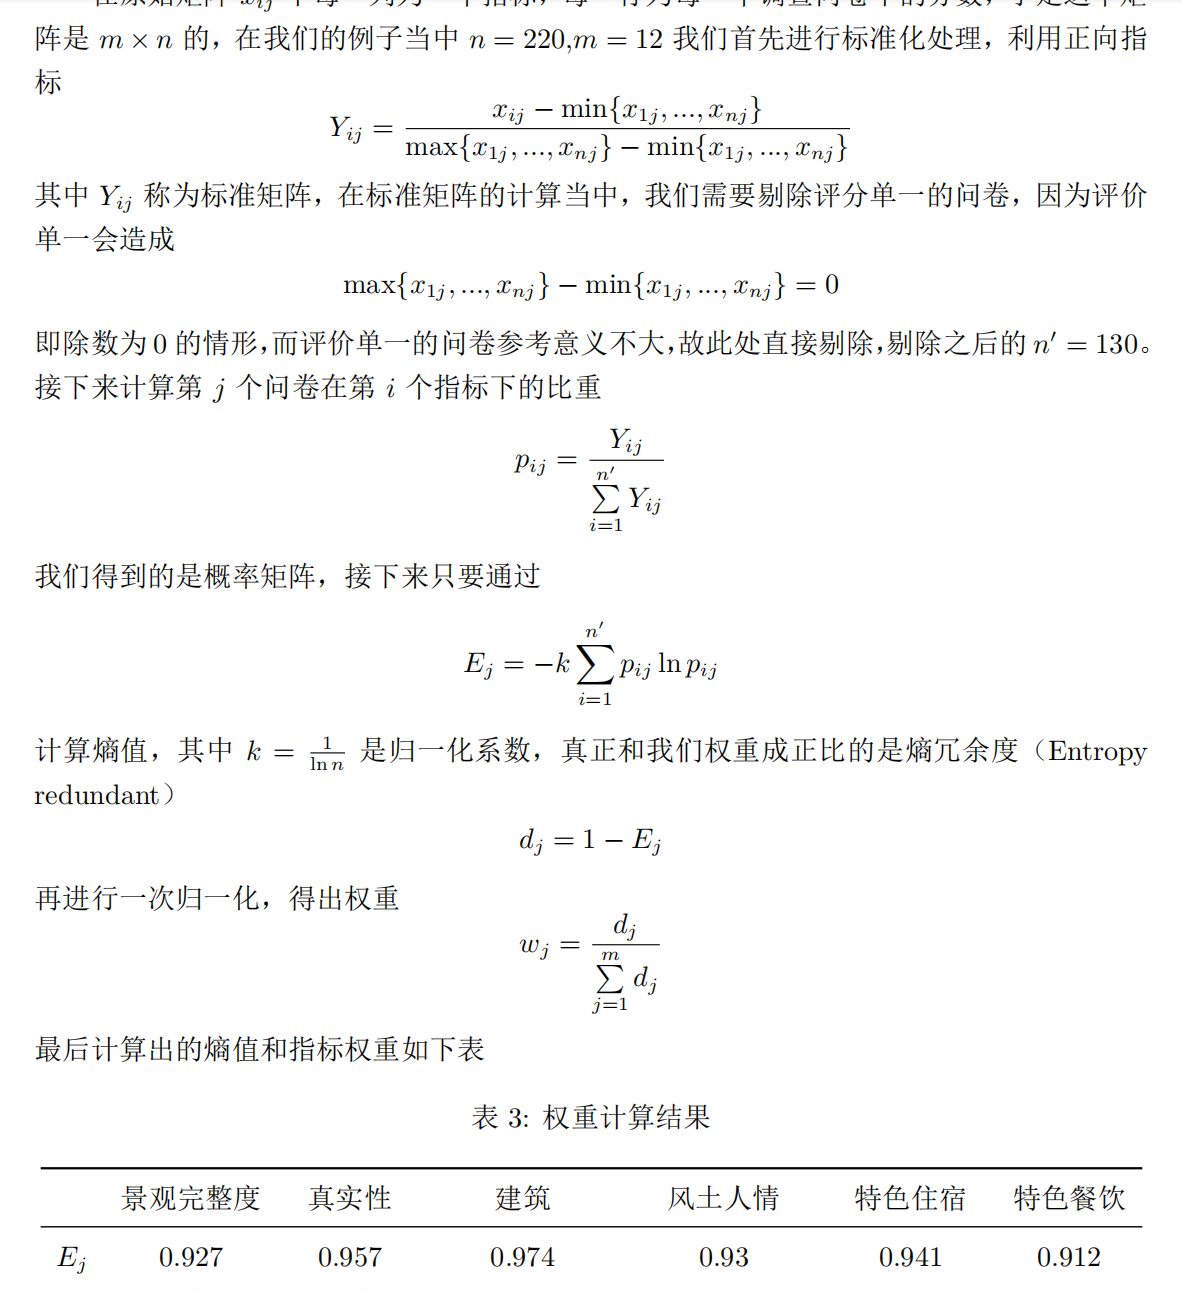 阵是 m × n 的，在我们的例子当中 n = 220,m = 12 我们首先进行标准化处理，利用正向指
标
Y_{ij} = \frac{x_{ij} − min{x_{1j}, ..., x_{nj}}}{max{x_{1j}, ..., x_{nj}} − min{x_{1j}, ..., x_{nj}}}
其中 Y_{ij} 称为标准矩阵，在标准矩阵的计算当中，我们需要剔除评分单一的问卷，因为评价
单一会造成
max{x_{1j}, ..., x_{nj}} − min{x_{1j}, ..., x_{nj}} = 0
即除数为 0 的情形，而评价单一的问卷参考意义不大，故此处直接剔除，剔除之后的 n′ = 130。
接下来计算第 j 个问卷在第 i 个指标下的比重
p_{ij} = \frac{Y_{ij}}{\sum_{i=1}^{n′} Y_{ij}}
我们得到的是概率矩阵，接下来只要通过
E_j = −k \sum_{i=1}^{n′} p_{ij} ln p_{ij}
计算熵值，其中 k = \frac{1}{ln n} 是归一化系数，真正和我们权重成正比的是熵冗余度（Entropy
redundant）
d_j = 1 − E_j
再进行一次归一化，得出权重
w_j = \frac{d_j}{\sum_{j=1}^{m} d_j}
最后计算出的熵值和指标权重如下表
表 3: 权重计算结果
景观完整度 真实性 建筑 风土人情 特色住宿 特色餐饮
E_j 0.927 0.957 0.974 0.93 0.941 0.912